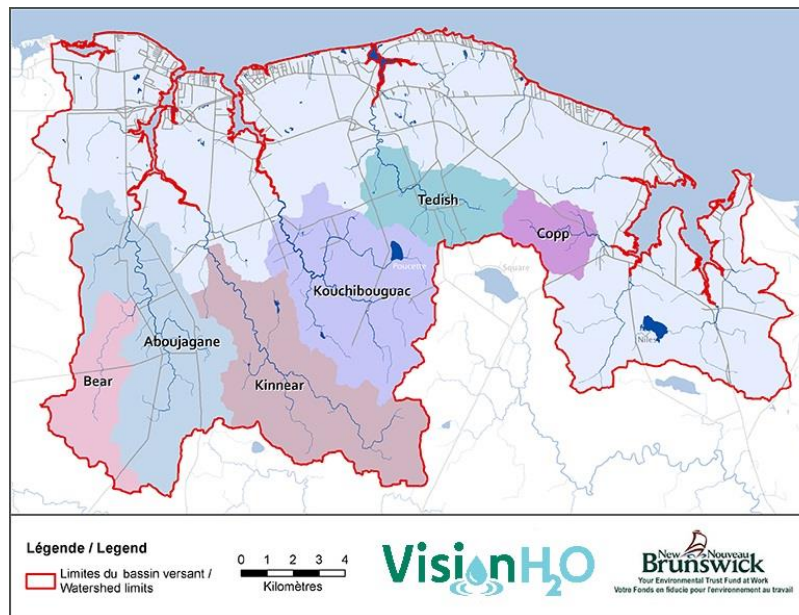 Tedish
Copp
Poucette
Square
Kouchibouguac
Aboujagane
Niles
Bear
Kinnear
Légende / Legend
Limites du bassin versant /
Watershed limits
0 1 2 3 4
Kilomètres
VisionH2O
New Nouveau
Brunswick
Your Environmental Trust Fund at Work
Votre Fonds en fiducie pour l'environnement au travail